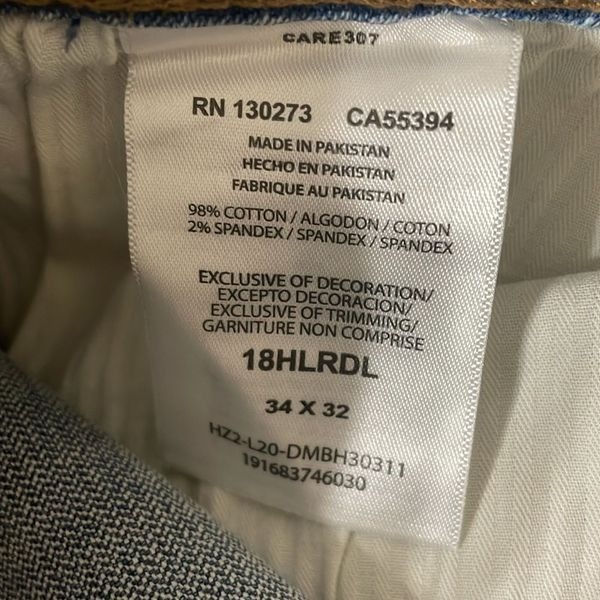 CARE307
RN 130273 CA55394
MADE IN PAKISTAN
HECHO EN PAKISTAN
FABRIQUE AU PAKISTAN
98% COTTON / ALGODON / COTON
2% SPANDEX / SPANDEX / SPANDEX
EXCLUSIVE OF DECORATION/
EXCEPTO DECORACION/
EXCLUSIVE OF TRIMMING/
GARNITURE NON COMPRISE
18HLRDL
34 X 32
HZ2-L20-DMBH30311
191683746030